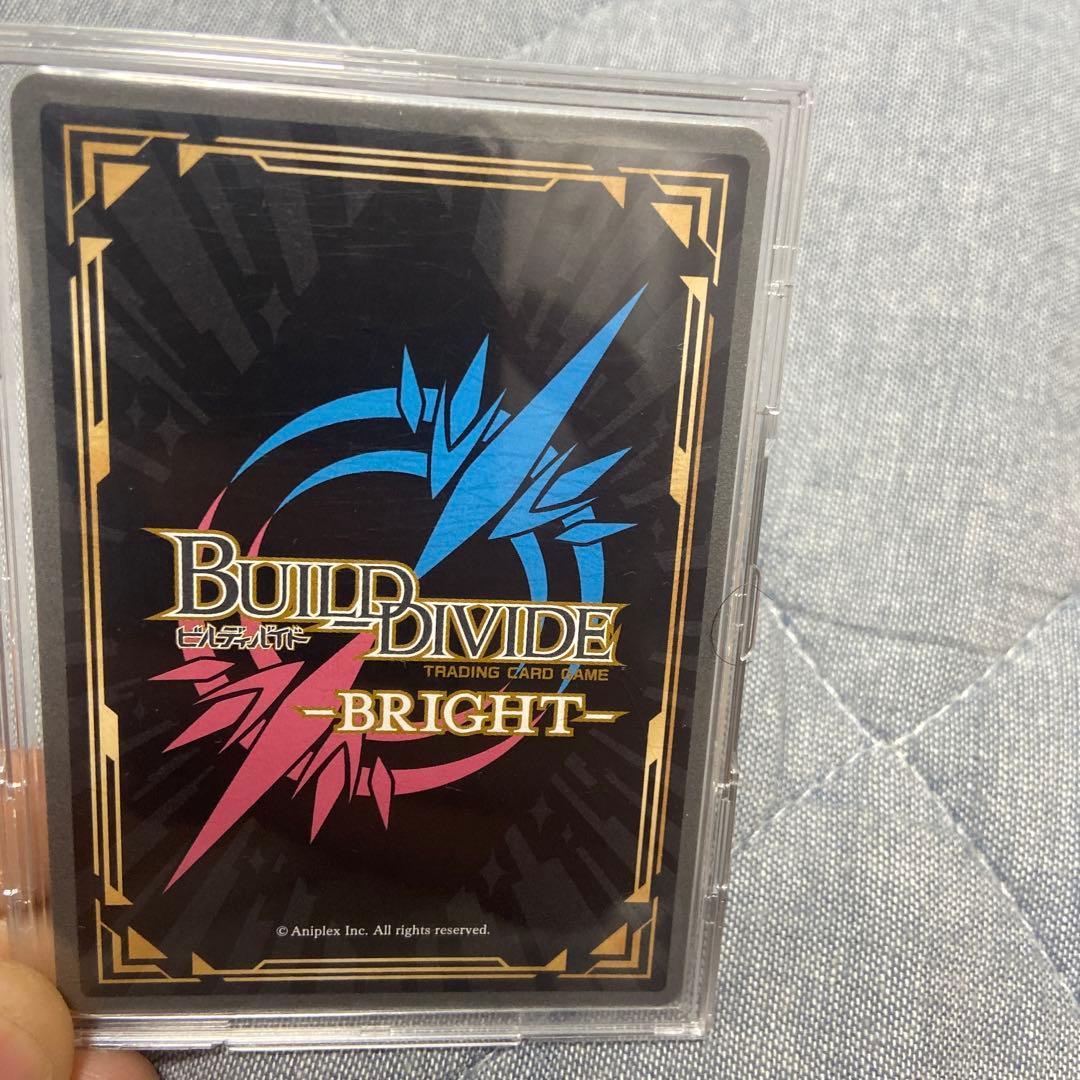 BUILD DIVIDE
ビルディバイド
TRADING CARD GAME
-BRIGHT-
© Aniplex Inc. All rights reserved.